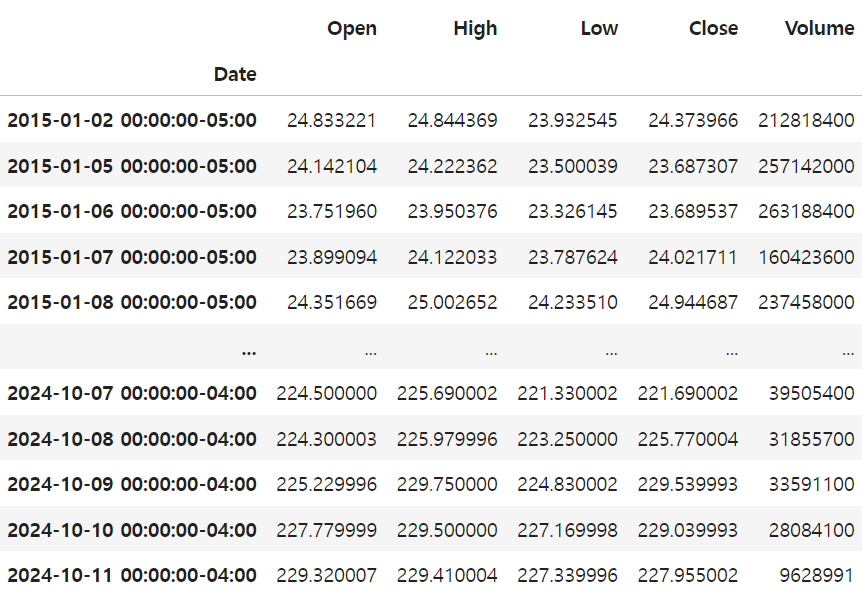 Open High Low Close Volume
Date
2015-01-02 00:00:00-05:00 24.833221 24.844369 23.932545 24.373966 212818400
2015-01-05 00:00:00-05:00 24.142104 24.222362 23.500039 23.687307 257142000
2015-01-06 00:00:00-05:00 23.751960 23.950376 23.326145 23.689537 263188400
2015-01-07 00:00:00-05:00 23.899094 24.122033 23.787624 24.021711 160423600
2015-01-08 00:00:00-05:00 24.351669 25.002652 24.233510 24.944687 237458000
... ... ... ... ... ...
2024-10-07 00:00:00-04:00 224.500000 225.690002 221.330002 221.690002 39505400
2024-10-08 00:00:00-04:00 224.300003 225.979996 223.250000 225.770004 31855700
2024-10-09 00:00:00-04:00 225.229996 229.750000 224.830002 229.539993 33591100
2024-10-10 00:00:00-04:00 227.779999 229.500000 227.169998 229.039993 28084100
2024-10-11 00:00:00-04:00 229.320007 229.410004 227.339996 227.955002 9628991